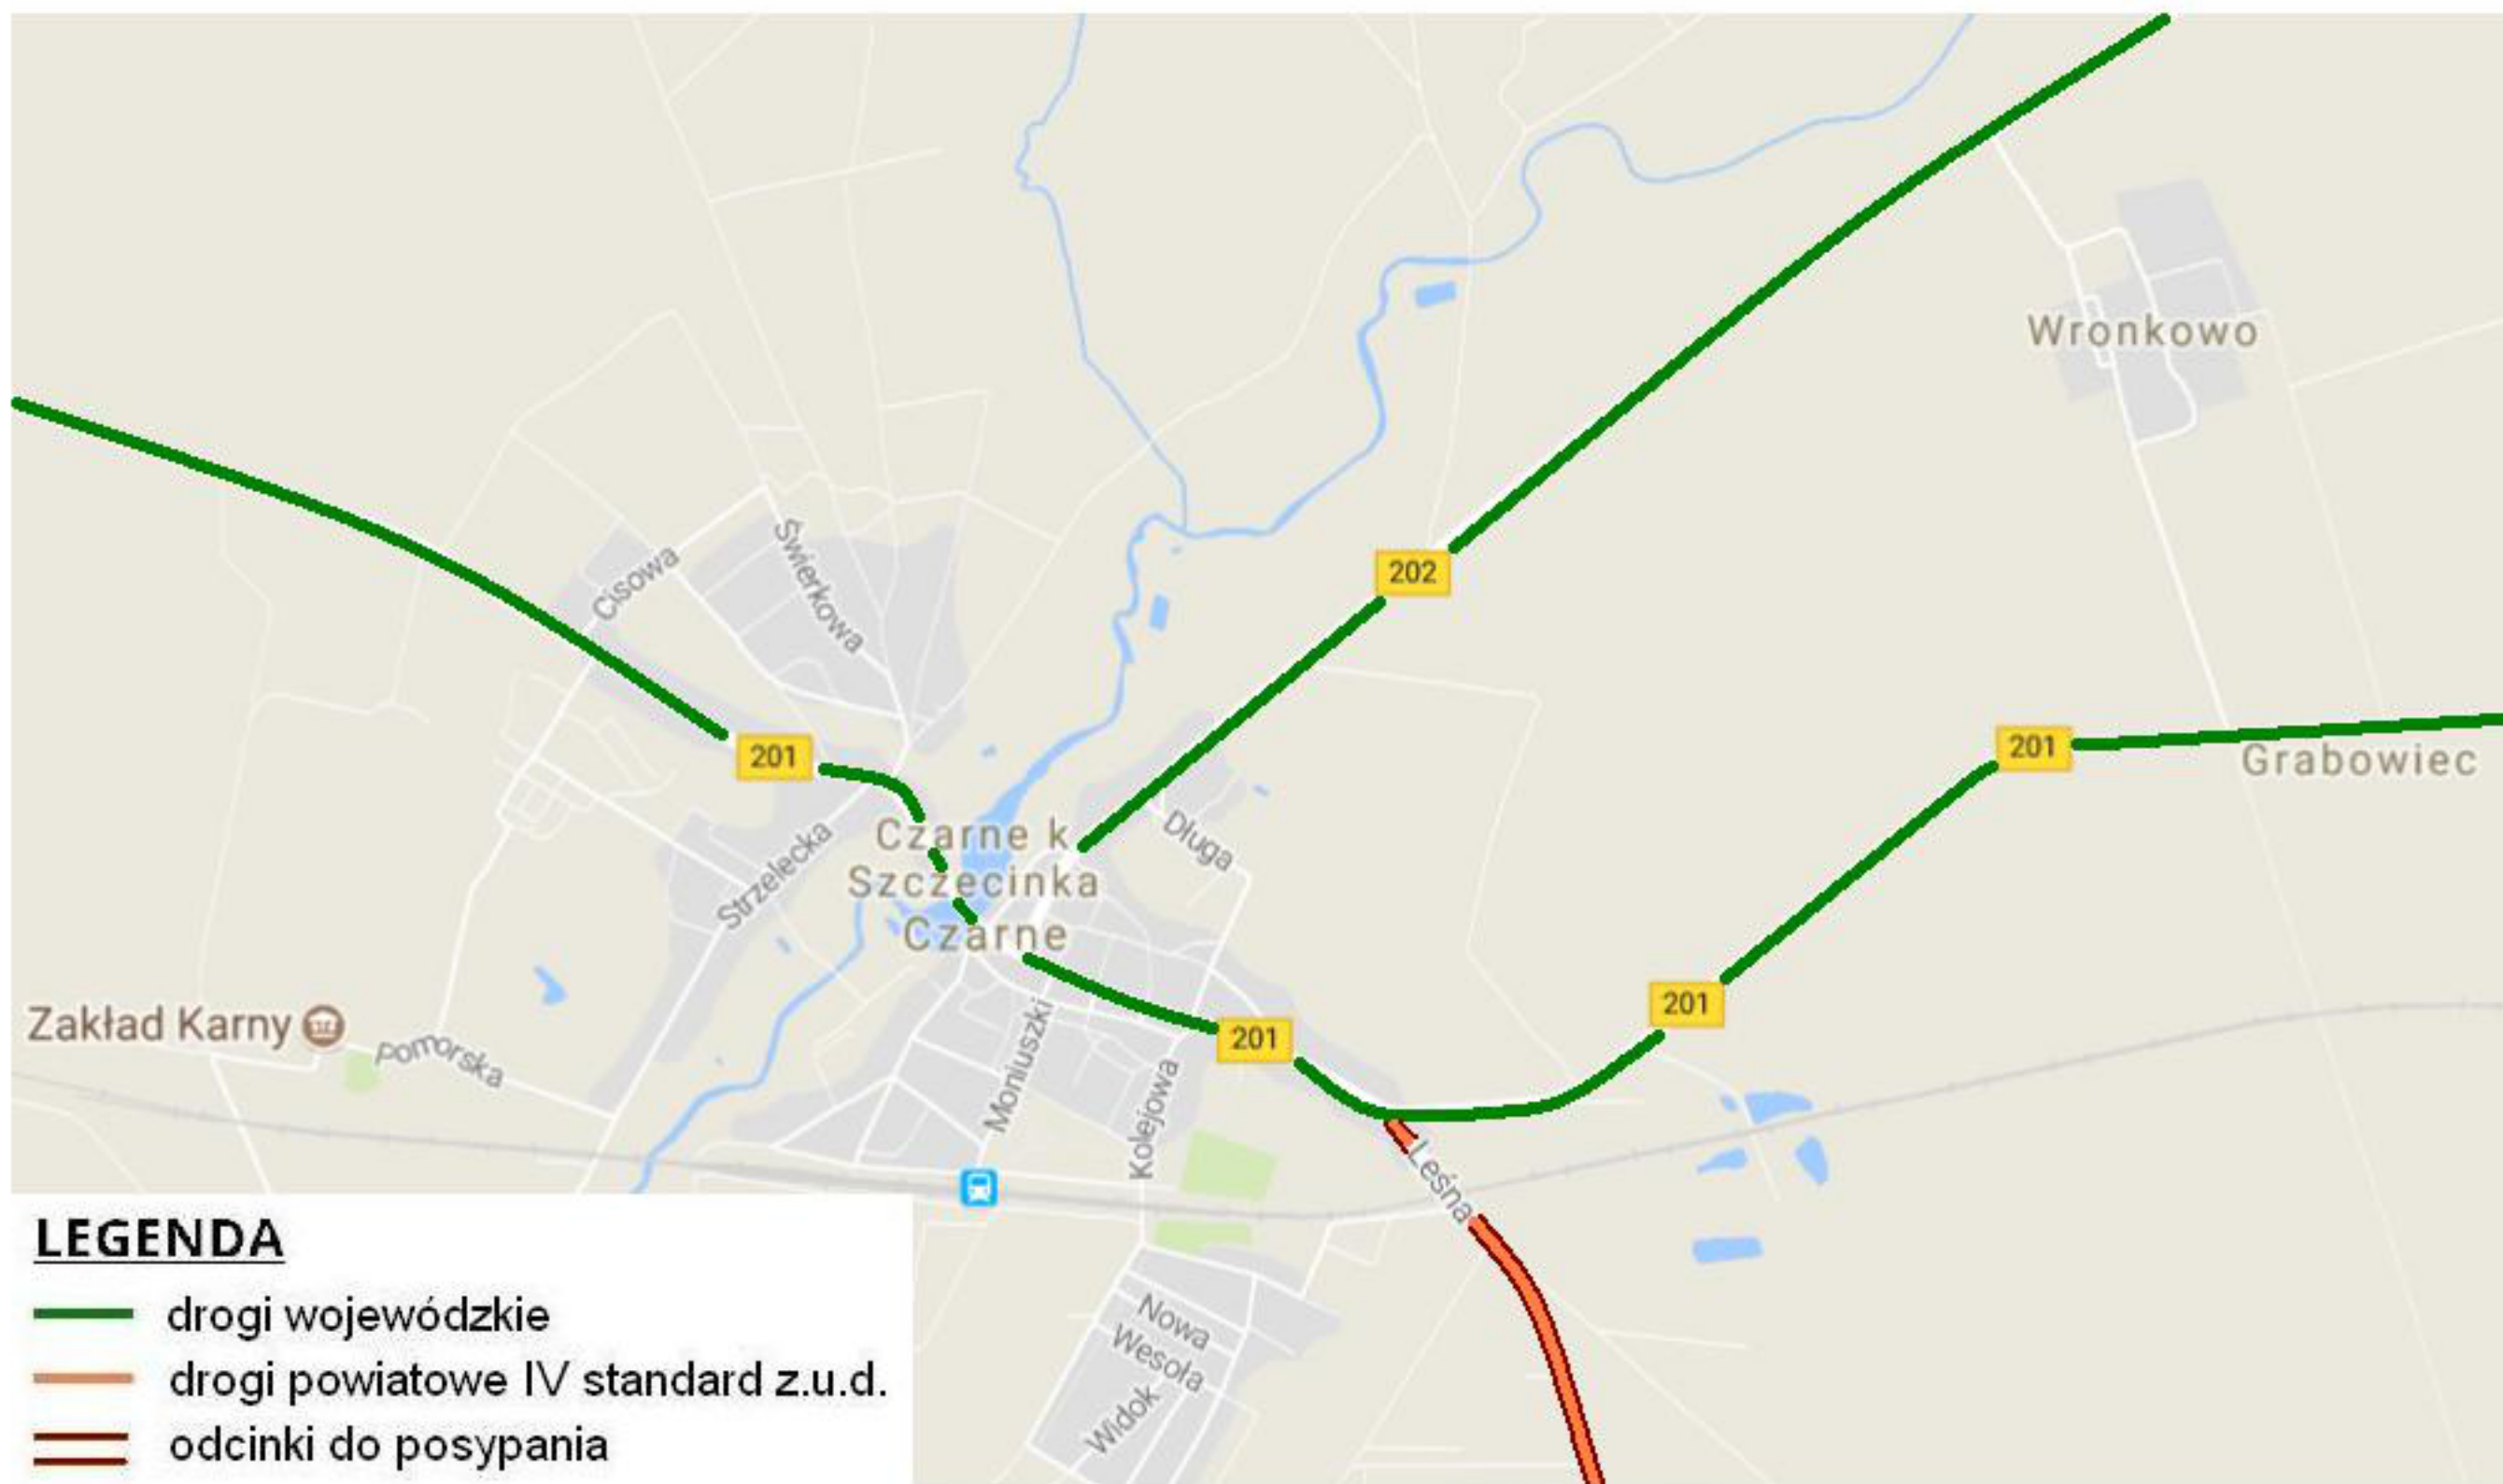 Wronkowo
Świerkowa
Cisowa
202
201
201
Grabowiec
Czarne k
Szczecinka
Długa
Strzelecka
Czarne
201
Zakład Karny
201
Pomorska
Moniuszki
Kolejowa
Leśna
LEGENDA
drogi wojewódzkie
drogi powiatowe IV standard z.u.d.
odcinki do posypania
Nowa
Wesoła
Widok